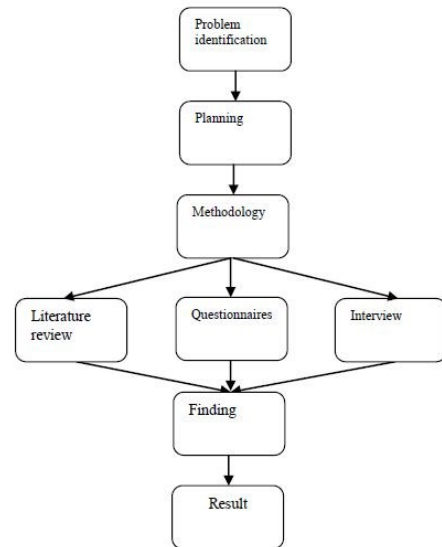 Problem
identification
Planning
Methodology
Literature
review
Questionnaires
Interview
Finding
Result